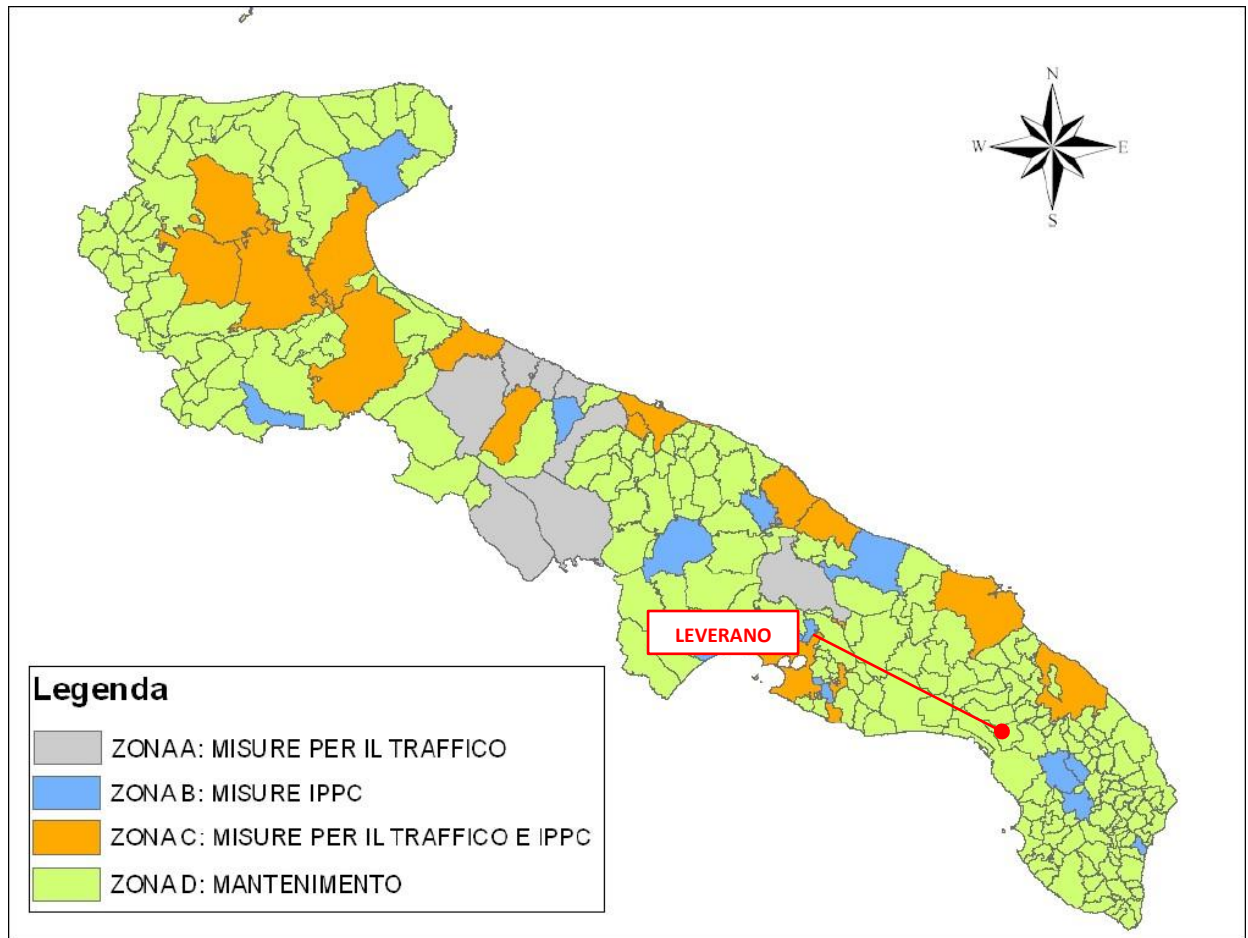 N
W E
S
LEVERANO
Legenda
ZONA A: MISURE PER IL TRAFFICO
ZONA B: MISURE IPPC
ZONA C: MISURE PER IL TRAFFICO E IPPC
ZONA D: MANTENIMENTO